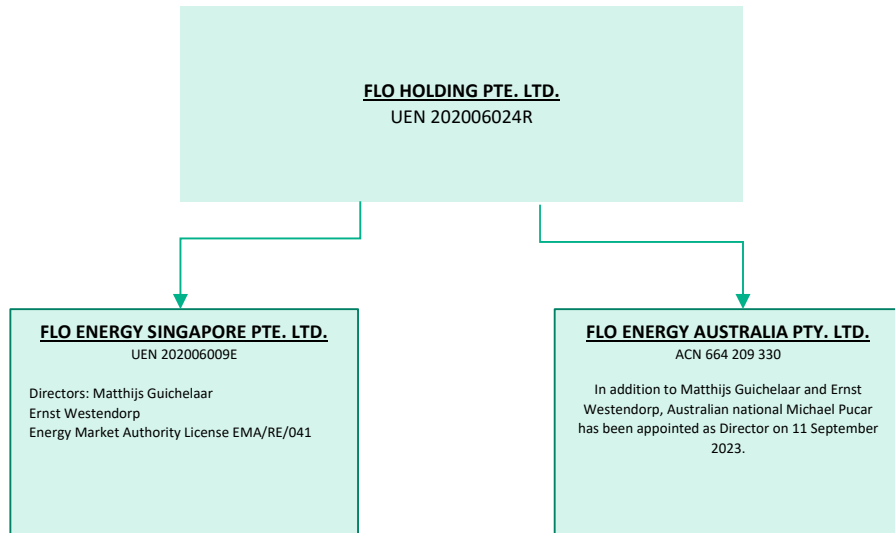 FLO HOLDING PTE. LTD.
UEN 202006024R
FLO ENERGY SINGAPORE PTE. LTD.
UEN 202006009E
Directors: Matthijs Guichelaar
Ernst Westendorp
Energy Market Authority License EMA/RE/041
FLO ENERGY AUSTRALIA PTY. LTD.
ACN 664 209 330
In addition to Matthijs Guichelaar and Ernst
Westendorp, Australian national Michael Pucar
has been appointed as Director on 11 September
2023.